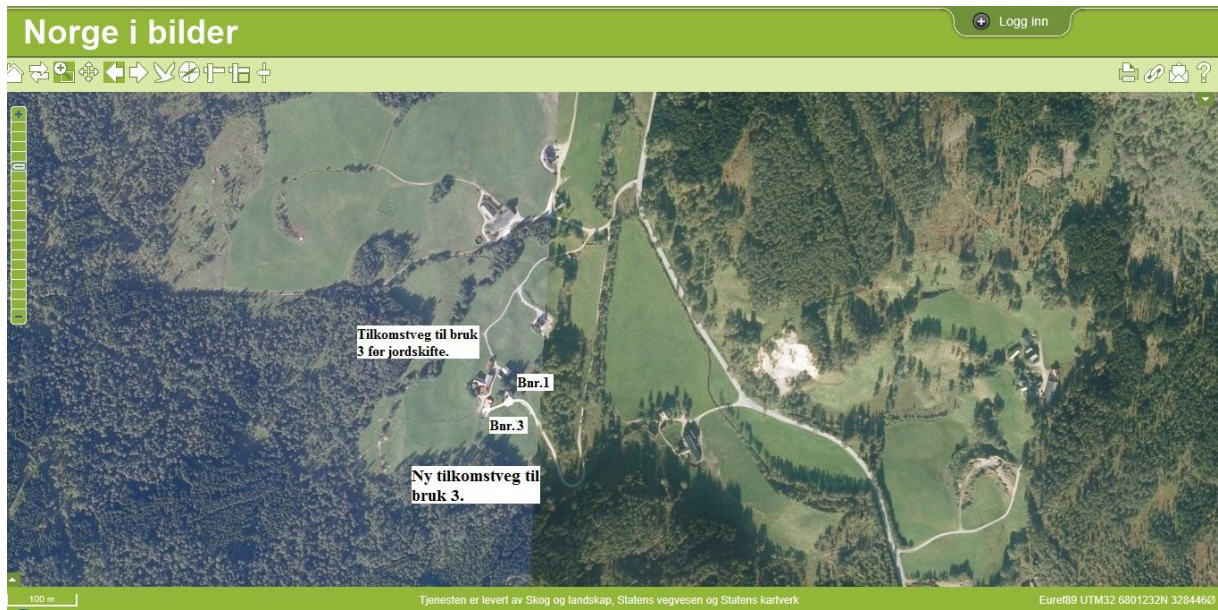 Norge i bilder
Logg inn
Tilkomstveg til bruk
3 før jordskifte.
Bnr.1
Bnr.3
Ny tilkomstveg til
bruk 3.
100 m
Tjenesten er levert av Skog og landskap, Statens vegvesen og Statens kartverk
Euref89 UTM32 6801232N 328446Ø